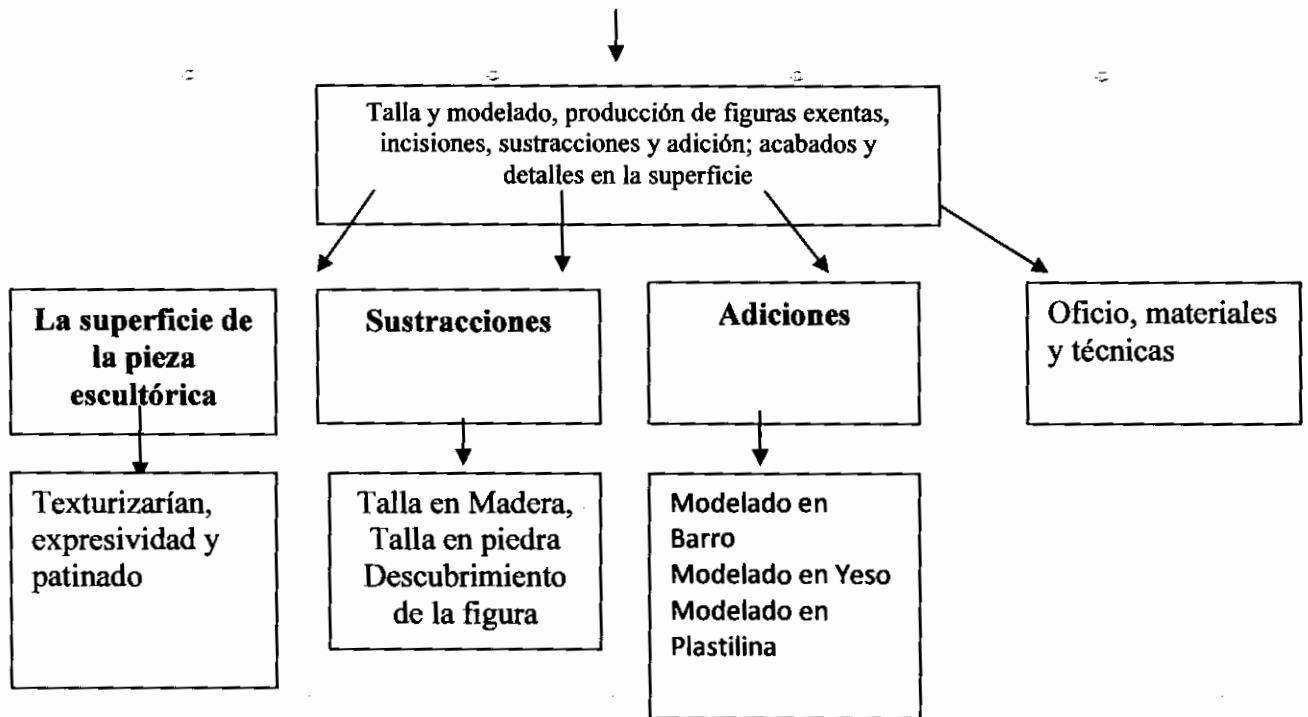 Talla y modelado, producción de figuras exentas,
incisiones, sustracciones y adición; acabados y
detalles en la superficie
La superficie de
la pieza
escultórica
Sustracciones
Adiciones
Oficio, materiales
y técnicas
Texturizarían,
expresividad y
patinado
Talla en Madera,
Talla en piedra
Descubrimiento
de la figura
Modelado en
Barro
Modelado en Yeso
Modelado en
Plastilina